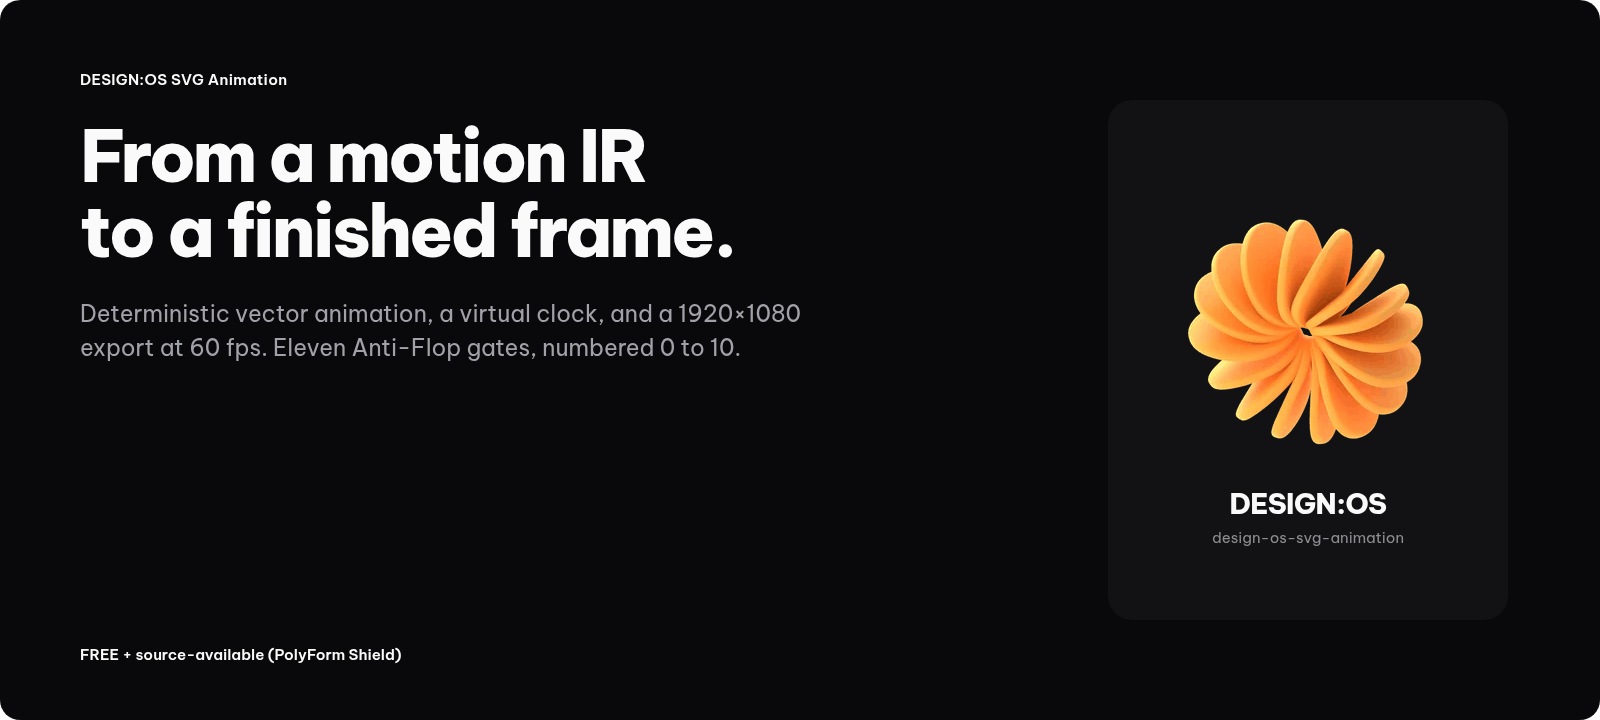 DESIGN:OS SVG Animation
From a motion IR
to a finished frame.
Deterministic vector animation, a virtual clock, and a 1920×1080
export at 60 fps. Eleven Anti-Flop gates, numbered 0 to 10.
DESIGN:OS
design-os-svg-animation
FREE + source-available (PolyForm Shield)